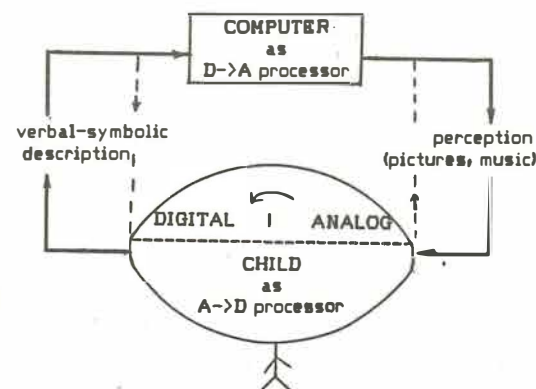 COMPUTER
as
D->A processor
verbal-symbolic
description,
perception
(pictures, music)
DIGITAL I ANALOG
CHILD
as
A->D processor